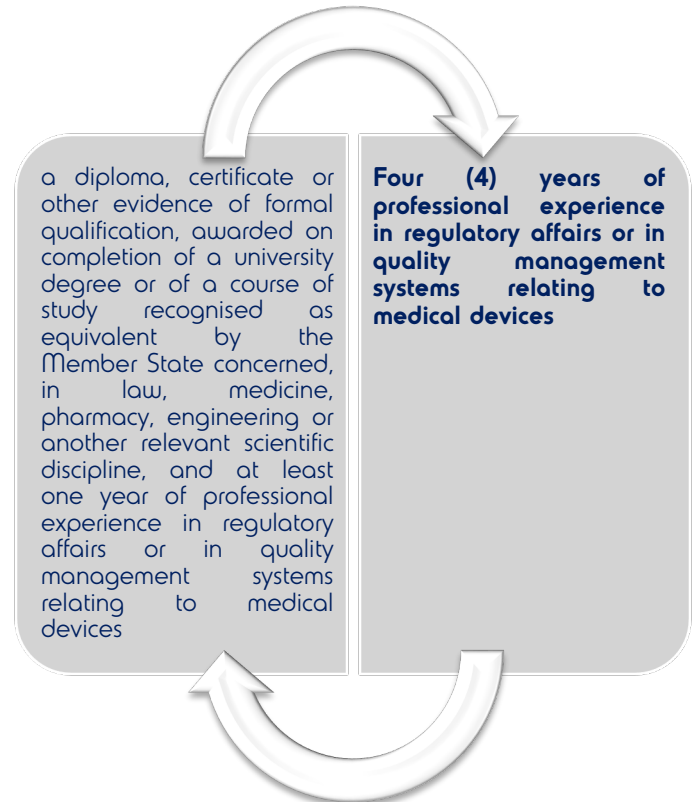 a diploma, certificate or
other evidence of formal
qualification, awarded on
completion of a university
degree or of a course of
study recognised as
equivalent by the
Member State concerned,
in law, medicine,
pharmacy, engineering or
another relevant scientific
discipline, and at least
one year of professional
experience in regulatory
affairs or in quality
management systems
relating to medical
devices
Four (4) years of
professional experience
in regulatory affairs or in
quality management
systems relating to
medical devices